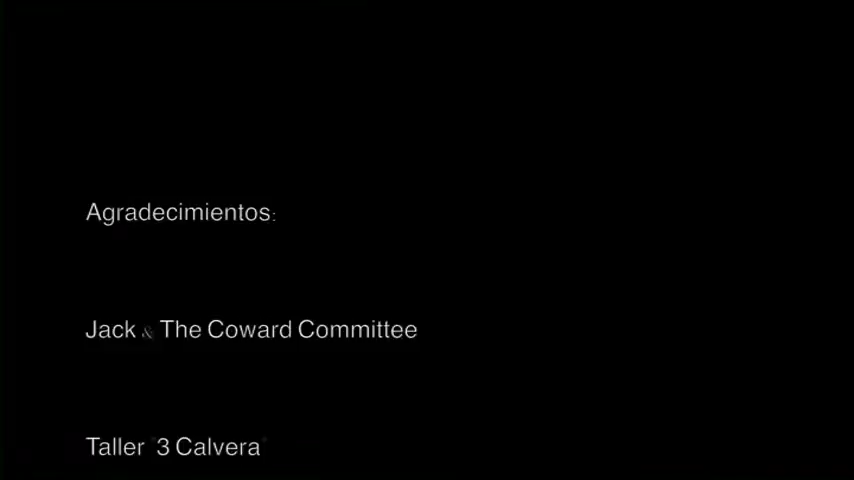 Agradecimientos:
Jack & The Coward Committee
Taller "3 Calvera"